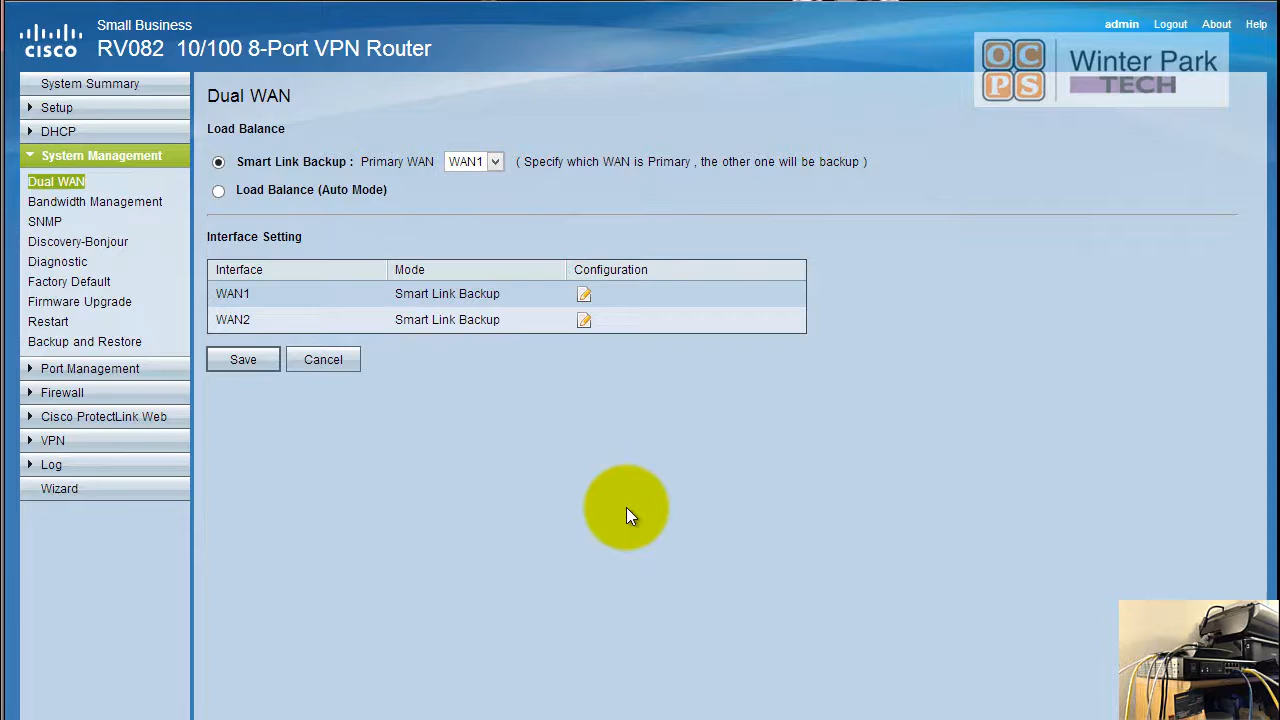 Small Business
cisco RV082 10/100 8-Port VPN Router
admin Logout About Help
OCPS Winter Park TECH
System Summary
Setup
DHCP
System Management
Dual WAN
Bandwidth Management
SNMP
Discovery-Bonjour
Diagnostic
Factory Default
Firmware Upgrade
Restart
Backup and Restore
Port Management
Firewall
Cisco ProtectLink Web
VPN
Log
Wizard
Dual WAN
Load Balance
Smart Link Backup : Primary WAN WAN1 ( Specify which WAN is Primary , the other one will be backup )
Load Balance (Auto Mode)
Interface Setting
Interface Mode Configuration
WAN1 Smart Link Backup
WAN2 Smart Link Backup
Save Cancel